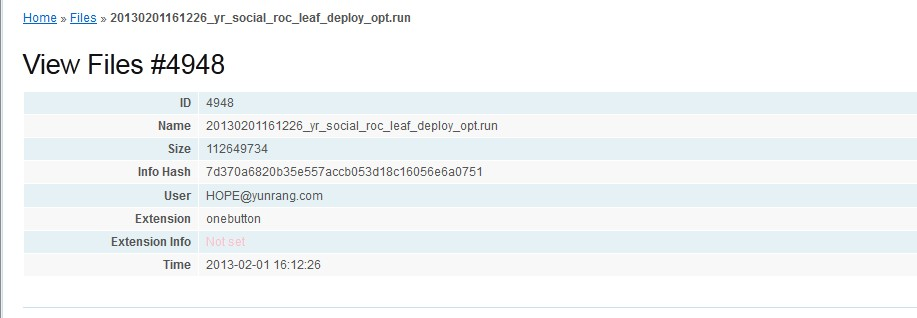 Home » Files » 20130201161226_yr_social_roc_leaf_deploy_opt.run
View Files #4948
ID 4948
Name 20130201161226_yr_social_roc_leaf_deploy_opt.run
Size 112649734
Info Hash 7d370a6820b35e557accb053d18c16056e6a0751
User HOPE@yunrang.com
Extension onebutton
Extension Info Not set
Time 2013-02-01 16:12:26